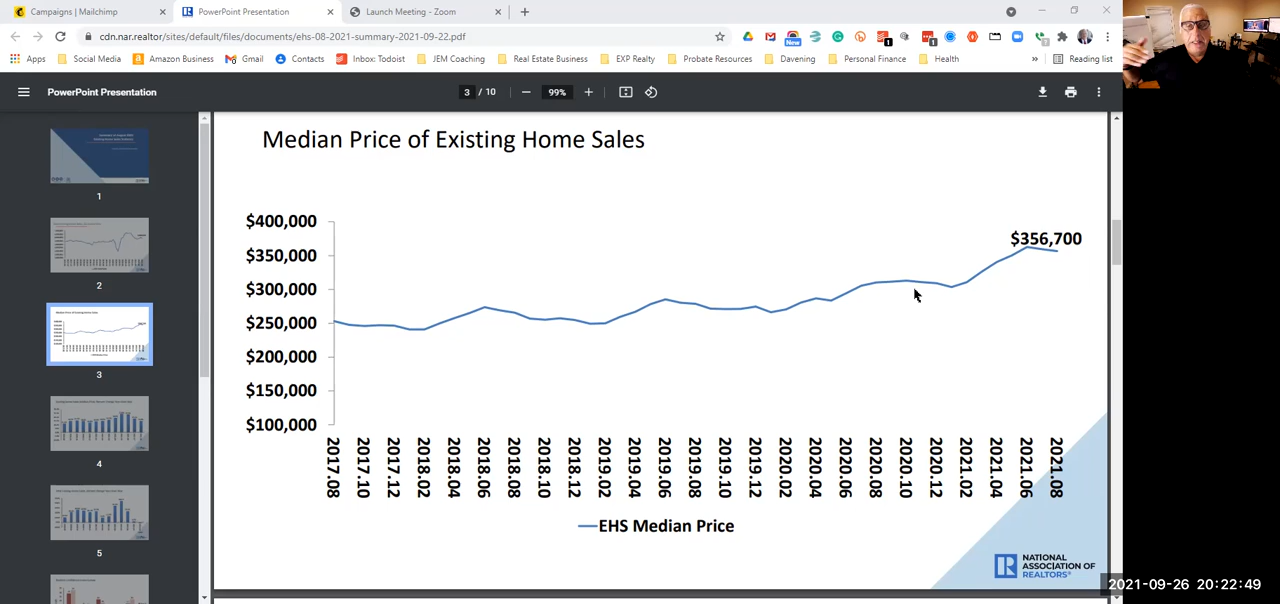 Campaigns | Mailchimp
PowerPoint Presentation
Launch Meeting - Zoom
cdn.nar.realtor/sites/default/files/documents/ehs-08-2021-summary-2021-09-22.pdf
New
1
1
Apps
Social Media
Amazon Business
Gmail
Contacts
Inbox: Todoist
JEM Coaching
Real Estate Business
EXP Realty
Probate Resources
Davening
Personal Finance
Health
»
Reading list
PowerPoint Presentation
3 / 10
99%
1
2
3
4
5
Median Price of Existing Home Sales
$400,000
$350,000
$300,000
$250,000
$200,000
$150,000
$100,000
$356,700
2017.08
2017.10
2017.12
2018.02
2018.04
2018.06
2018.08
2018.10
2018.12
2019.02
2019.04
2019.06
2019.08
2019.10
2019.12
2020.02
2020.04
2020.06
2020.08
2020.10
2020.12
2021.02
2021.04
2021.06
2021.08
EHS Median Price
NATIONAL
ASSOCIATION OF
REALTORS®
2021-09-26 20:22:49